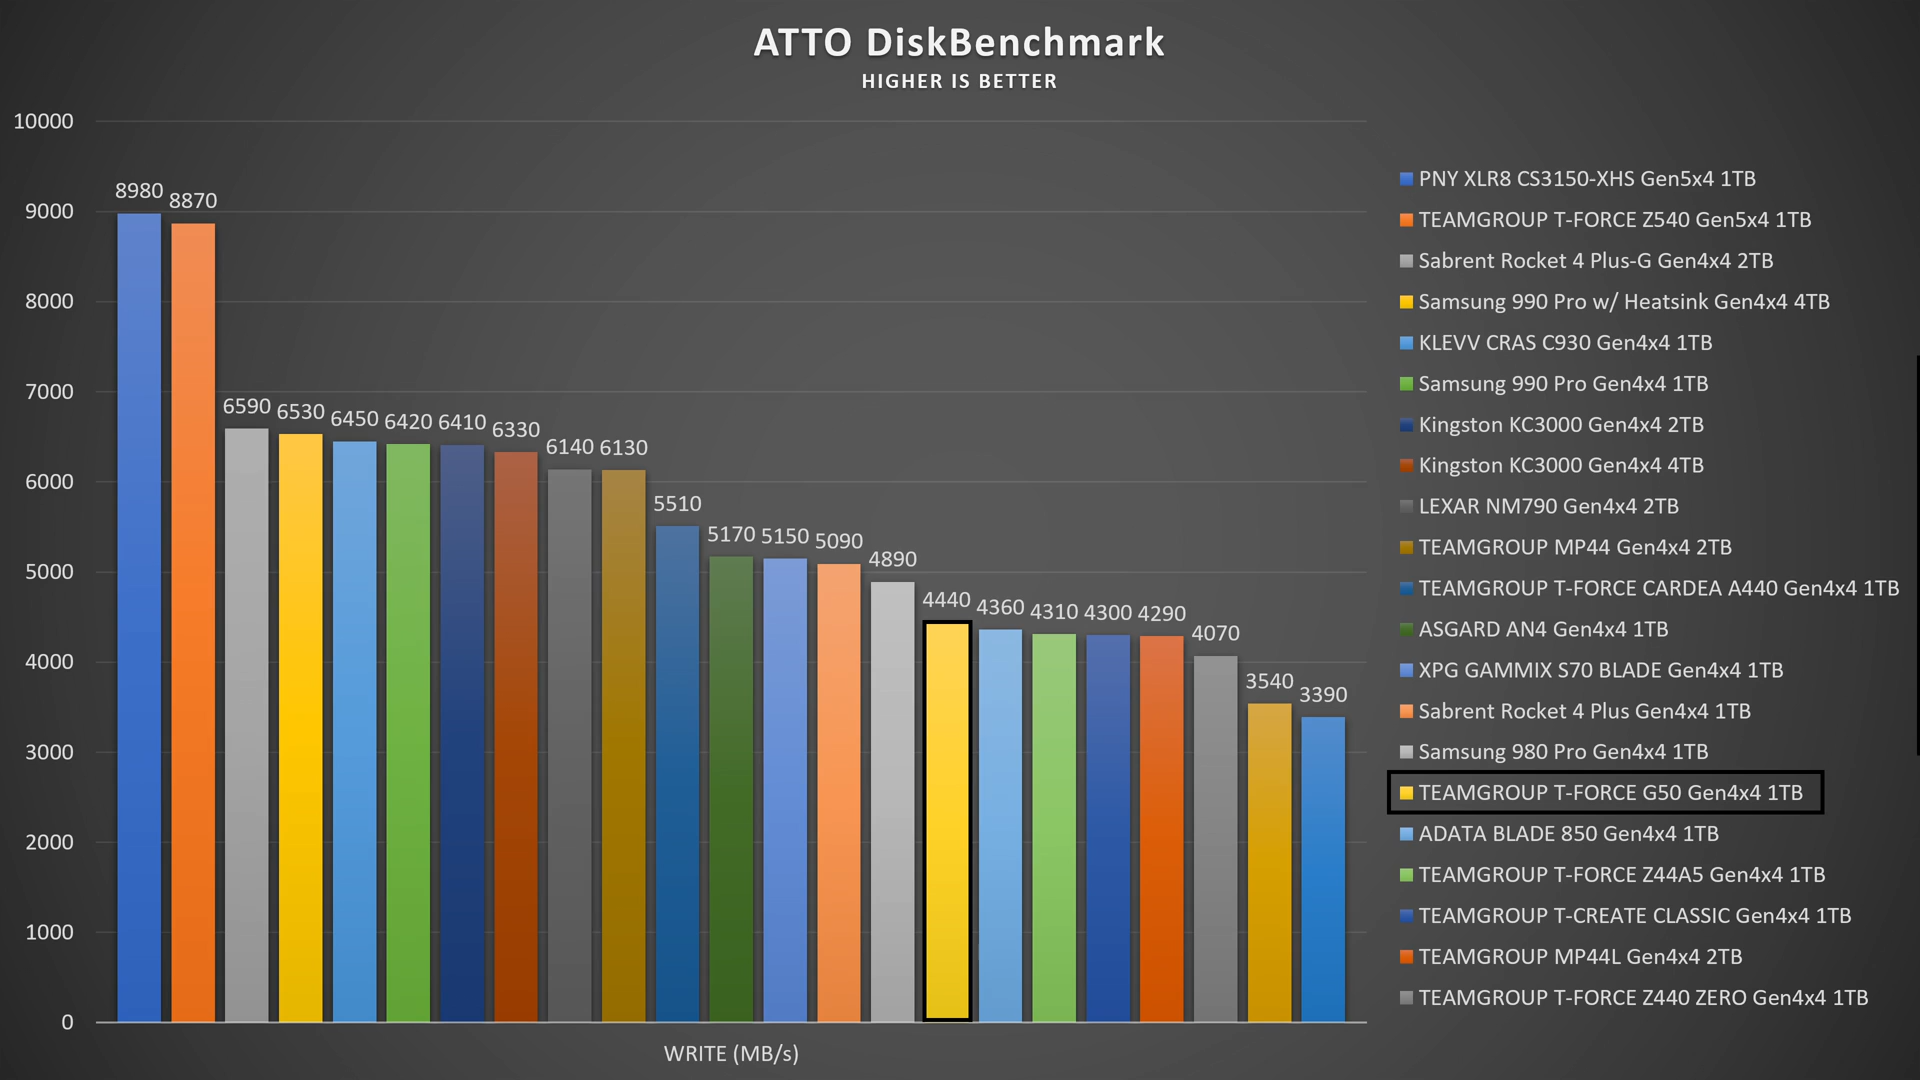 ATTO DiskBenchmark
HIGHER IS BETTER
10000
9000
8000
7000
6000
5000
4000
3000
2000
1000
0
8980
8870
6590
6530
6450
6420
6410
6330
6140
6130
5510
5170
5150
5090
4890
4440
4360
4310
4300
4290
4070
3540
3390
WRITE (MB/s)
PNY XLR8 CS3150-XHS Gen5x4 1TB
TEAMGROUP T-FORCE Z540 Gen5x4 1TB
Sabrent Rocket 4 Plus-G Gen4x4 2TB
Samsung 990 Pro w/ Heatsink Gen4x4 4TB
KLEVV CRAS C930 Gen4x4 1TB
Samsung 990 Pro Gen4x4 1TB
Kingston KC3000 Gen4x4 2TB
Kingston KC3000 Gen4x4 4TB
LEXAR NM790 Gen4x4 2TB
TEAMGROUP MP44 Gen4x4 2TB
TEAMGROUP T-FORCE CARDEA A440 Gen4x4 1TB
ASGARD AN4 Gen4x4 1TB
XPG GAMMIX S70 BLADE Gen4x4 1TB
Sabrent Rocket 4 Plus Gen4x4 1TB
Samsung 980 Pro Gen4x4 1TB
TEAMGROUP T-FORCE G50 Gen4x4 1TB
ADATA BLADE 850 Gen4x4 1TB
TEAMGROUP T-FORCE Z44A5 Gen4x4 1TB
TEAMGROUP T-CREATE CLASSIC Gen4x4 1TB
TEAMGROUP MP44L Gen4x4 2TB
TEAMGROUP T-FORCE Z440 ZERO Gen4x4 1TB